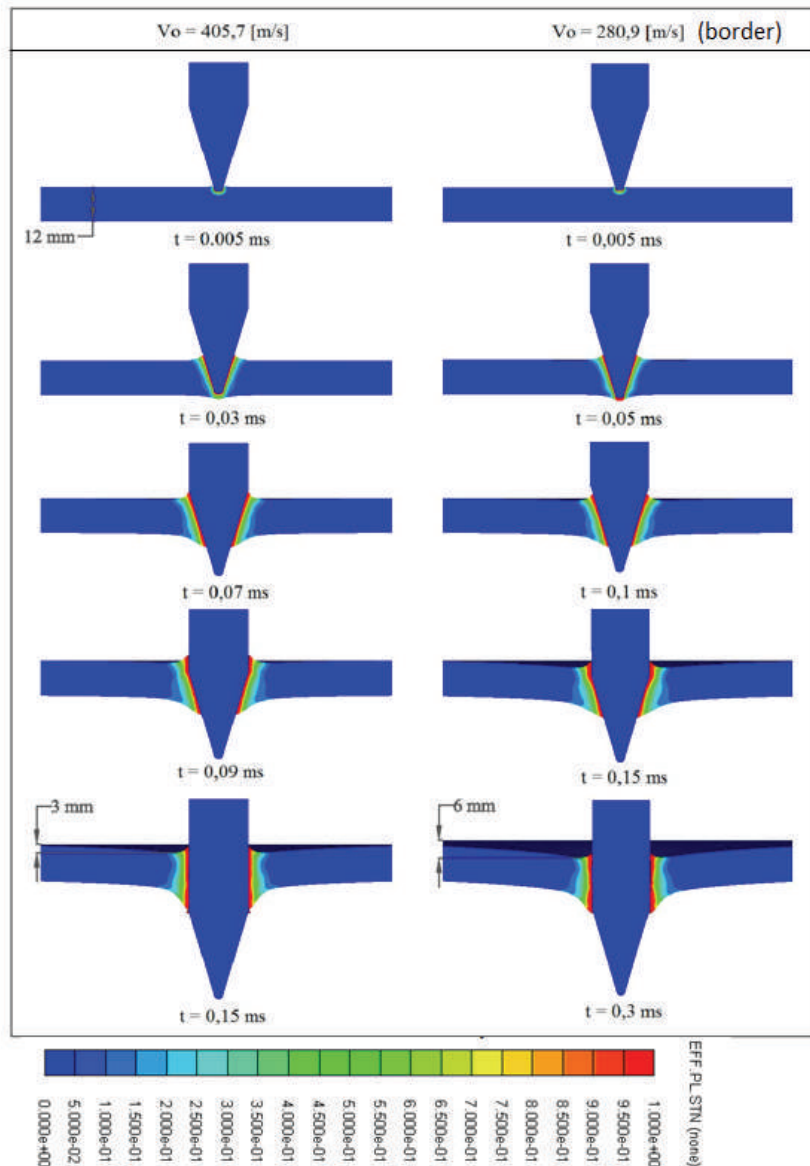 Vo = 405,7 [m/s]
Vo = 280,9 [m/s] (border)
12 mm
t = 0.005 ms
t = 0,005 ms
t = 0,03 ms
t = 0,05 ms
t = 0,07 ms
t = 0,1 ms
t = 0,09 ms
t = 0,15 ms
3 mm
6 mm
t = 0,15 ms
t = 0,3 ms
EFF.PL.STN (none)
0.000e+00
5.000e-02
1.000e-01
1.500e-01
2.000e-01
2.500e-01
3.000e-01
3.500e-01
4.000e-01
4.500e-01
5.000e-01
5.500e-01
6.000e-01
6.500e-01
7.000e-01
7.500e-01
8.000e-01
8.500e-01
9.000e-01
9.500e-01
1.000e+00